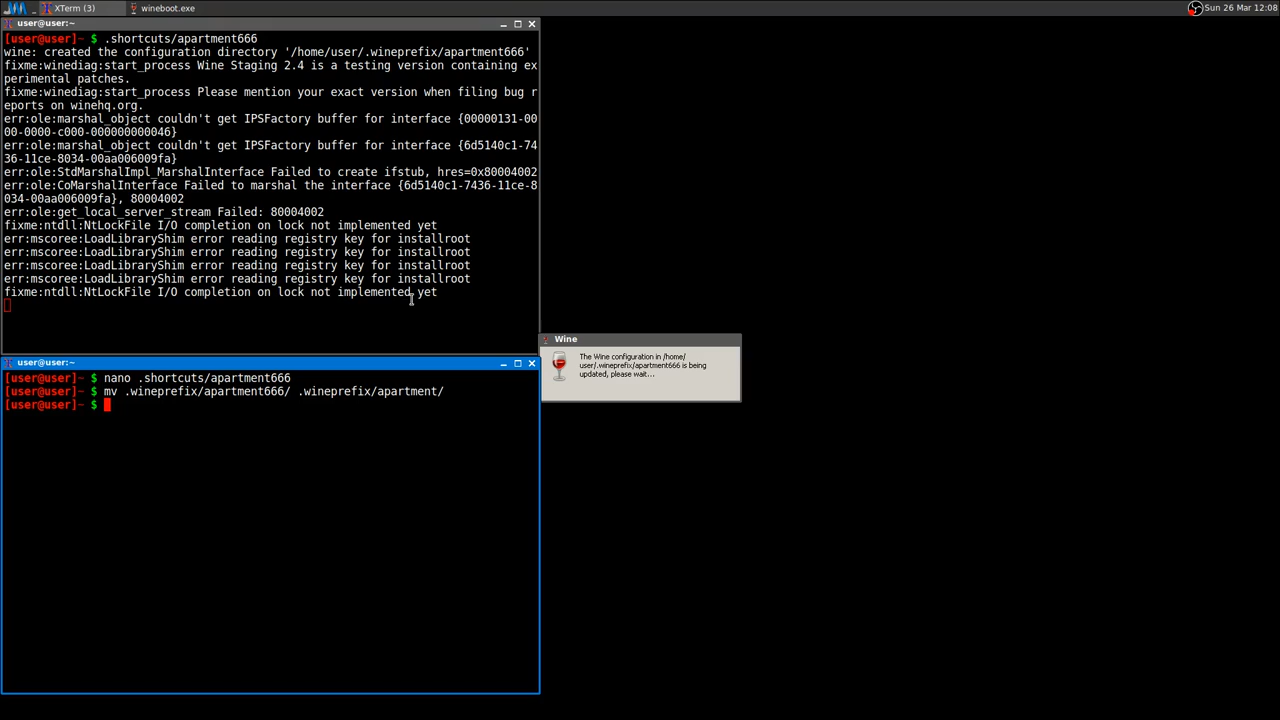 XTerm (3)
wineboot.exe
Sun 26 Mar 12:08
user@user:~
[user@user]~ $ .shortcuts/apartment666
wine: created the configuration directory '/home/user/.wineprefix/apartment666'
fixme:winediag:start_process Wine Staging 2.4 is a testing version containing ex
perimental patches.
fixme:winediag:start_process Please mention your exact version when filing bug r
eports on winehq.org.
err:ole:marshal_object couldn't get IPSFactory buffer for interface {00000131-00
00-0000-c000-000000000046}
err:ole:marshal_object couldn't get IPSFactory buffer for interface {6d5140c1-74
36-11ce-8034-00aa006009fa}
err:ole:StdMarshalImpl_MarshalInterface Failed to create ifstub, hres=0x80004002
err:ole:CoMarshalInterface Failed to marshal the interface {6d5140c1-7436-11ce-8
034-00aa006009fa}, 80004002
err:ole:get_local_server_stream Failed: 80004002
fixme:ntdll:NtLockFile I/O completion on lock not implemented yet
err:mscoree:LoadLibraryShim error reading registry key for installroot
err:mscoree:LoadLibraryShim error reading registry key for installroot
err:mscoree:LoadLibraryShim error reading registry key for installroot
err:mscoree:LoadLibraryShim error reading registry key for installroot
fixme:ntdll:NtLockFile I/O completion on lock not implemented yet
Wine
The Wine configuration in /home/
user/.wineprefix/apartment666 is being
updated, please wait...
user@user:~
[user@user]~ $ nano .shortcuts/apartment666
[user@user]~ $ mv .wineprefix/apartment666/ .wineprefix/apartment/
[user@user]~ $